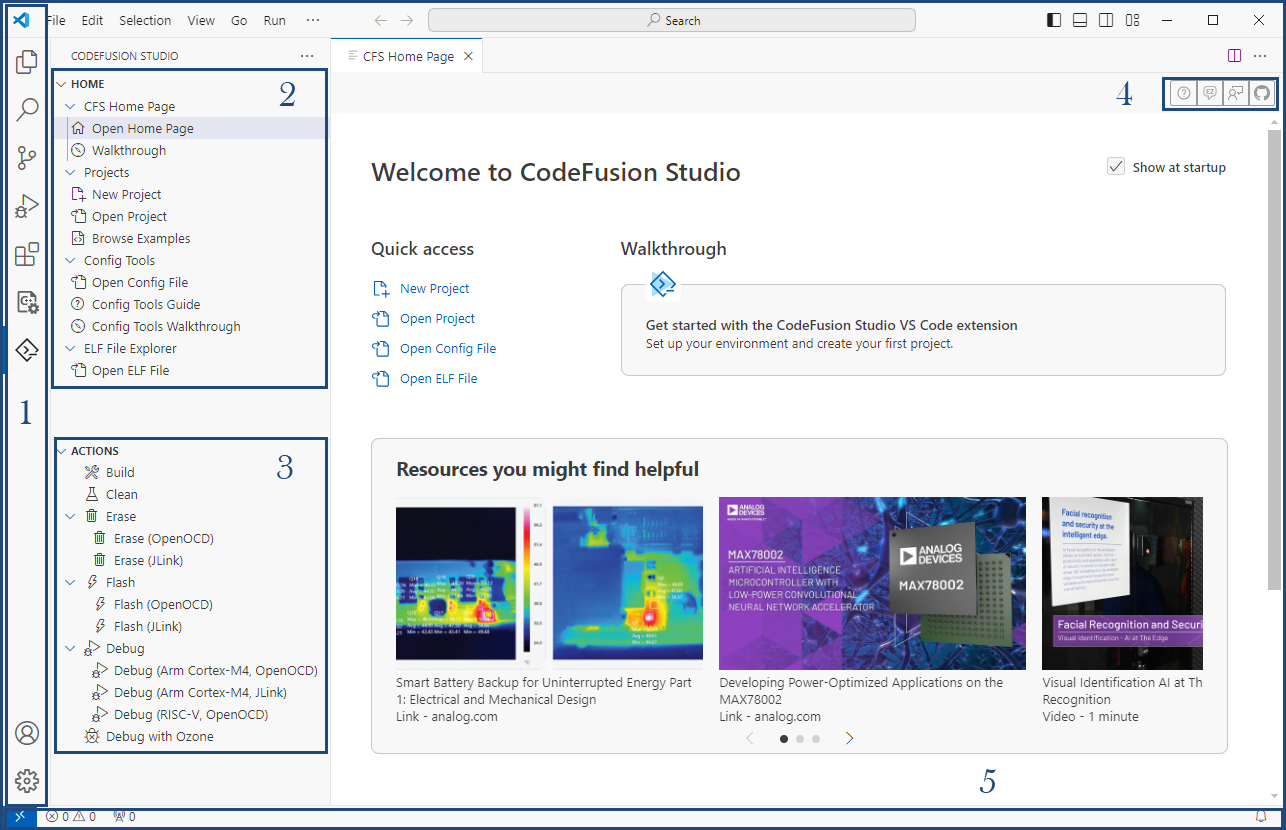 File Edit Selection View Go Run ···
Search
CODEFUSION STUDIO ···
CFS Home Page
HOME
2
4
CFS Home Page
Open Home Page
Walkthrough
Projects
New Project
Open Project
Browse Examples
Config Tools
Open Config File
Config Tools Guide
Config Tools Walkthrough
ELF File Explorer
Open ELF File
1
ACTIONS
3
Build
Clean
Erase
Erase (OpenOCD)
Erase (JLink)
Flash
Flash (OpenOCD)
Flash (JLink)
Debug
Debug (Arm Cortex-M4, OpenOCD)
Debug (Arm Cortex-M4, JLink)
Debug (RISC-V, OpenOCD)
Debug with Ozone
Welcome to CodeFusion Studio
Show at startup
Quick access
New Project
Open Project
Open Config File
Open ELF File
Walkthrough
Get started with the CodeFusion Studio VS Code extension
Set up your environment and create your first project.
Resources you might find helpful
ANALOG
DEVICES
MAX78002
ARTIFICIAL INTELLIGENCE
MICROCONTROLLER WITH
LOW-POWER CONVOLUTIONAL
NEURAL NETWORK ACCELERATOR
ANALOG
DEVICES
MAX78002
Facial recognition
and security at the
intelligent edge.
Facial Recognition and Securi
Visual Identification - AI at The Edge
Smart Battery Backup for Uninterrupted Energy Part
1: Electrical and Mechanical Design
Link - analog.com
Developing Power-Optimized Applications on the
MAX78002
Link - analog.com
Visual Identification AI at Th
Recognition
Video - 1 minute
5
0 0 0